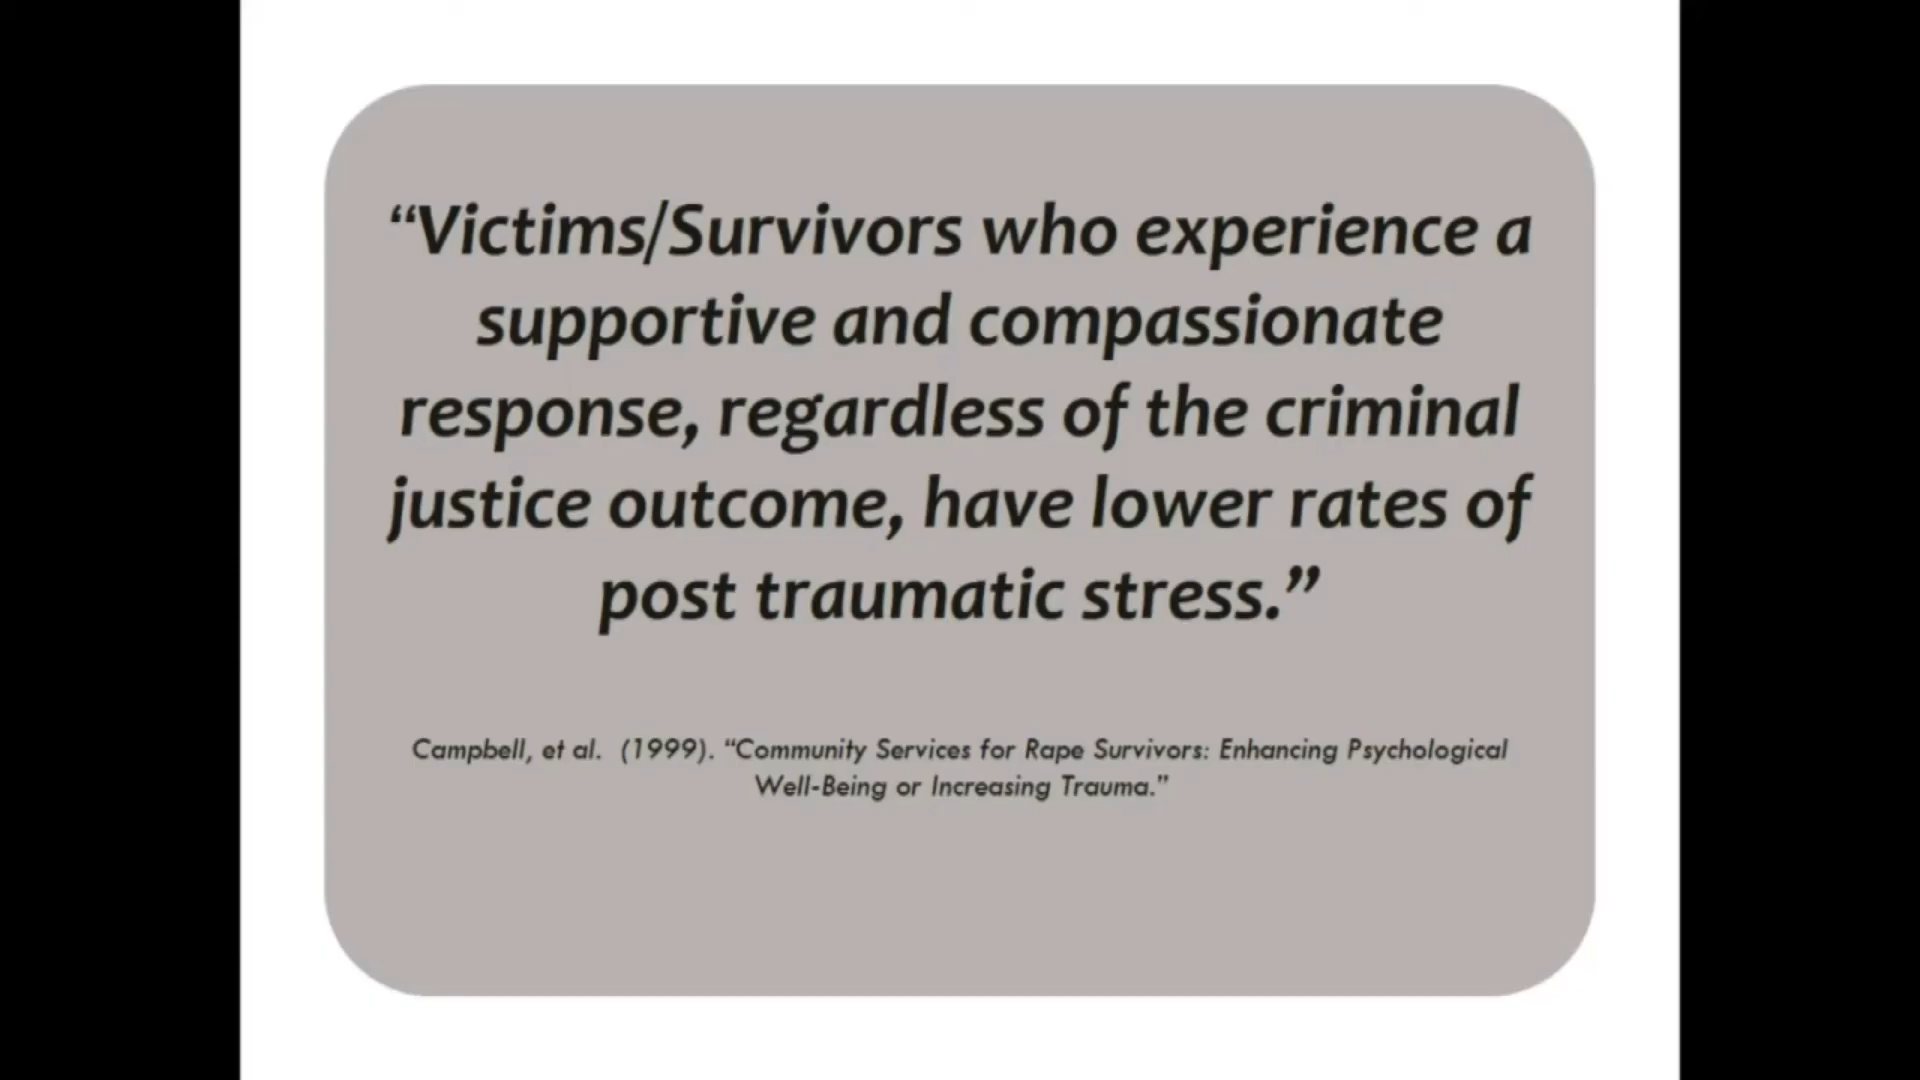 “Victims/Survivors who experience a
supportive and compassionate
response, regardless of the criminal
justice outcome, have lower rates of
post traumatic stress.”
Campbell, et al.  (1999). “Community Services for Rape Survivors: Enhancing Psychological
Well-Being or Increasing Trauma.”